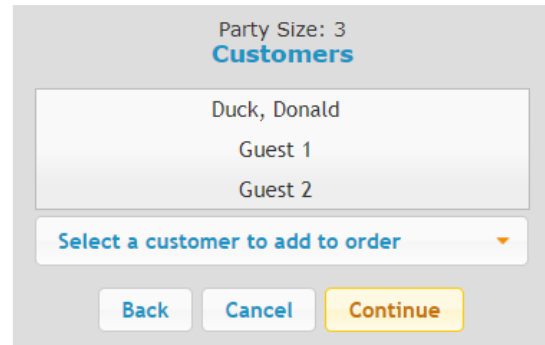 Party Size: 3
Customers
Duck, Donald
Guest 1
Guest 2
Select a customer to add to order
Back Cancel Continue